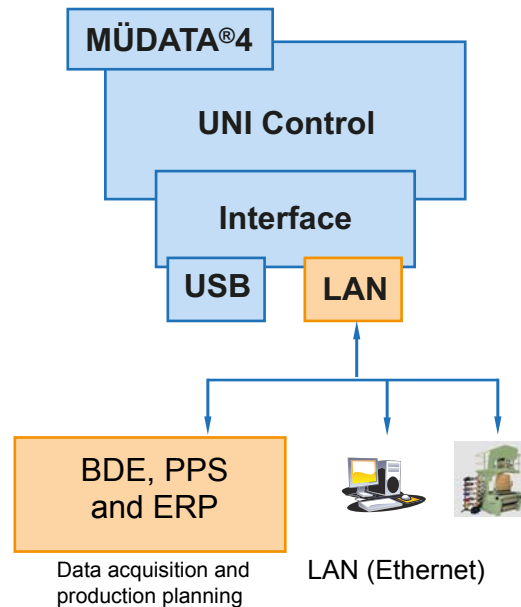 MÜDATA®4
UNI Control
Interface
USB
LAN
BDE, PPS
and ERP
Data acquisition and
production planning
LAN (Ethernet)